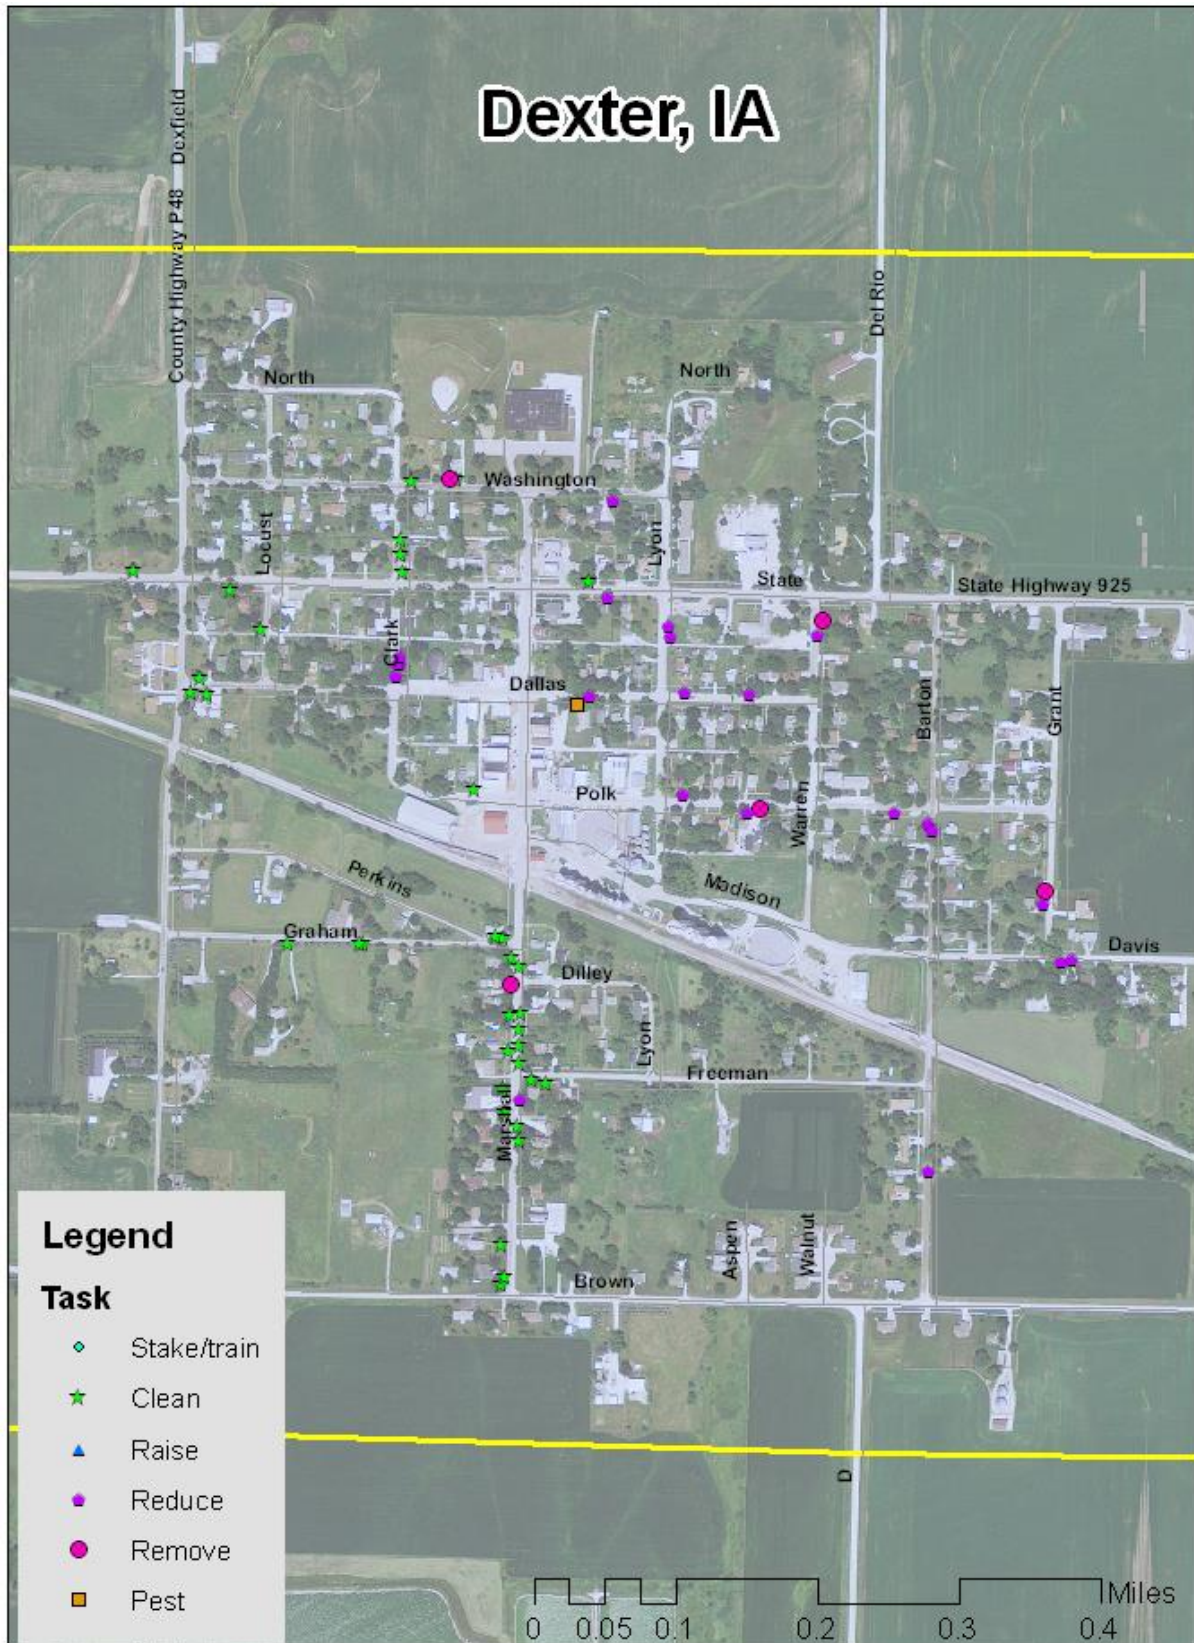 Dexter, IA
County Highway P48
Dexfield
Del Rio
North
North
Washington
Locust
Lyon
State
State Highway 925
Clark
Dallas
Barton
Grant
Polk
Warren
Perkins
Madison
Graham
Davis
Dilley
Lyon
Freeman
Marshall
Aspen
Walnut
Brown
D
Legend
Task
Stake/train
Clean
Raise
Reduce
Remove
Pest
Miles
0 0.05 0.1 0.2 0.3 0.4